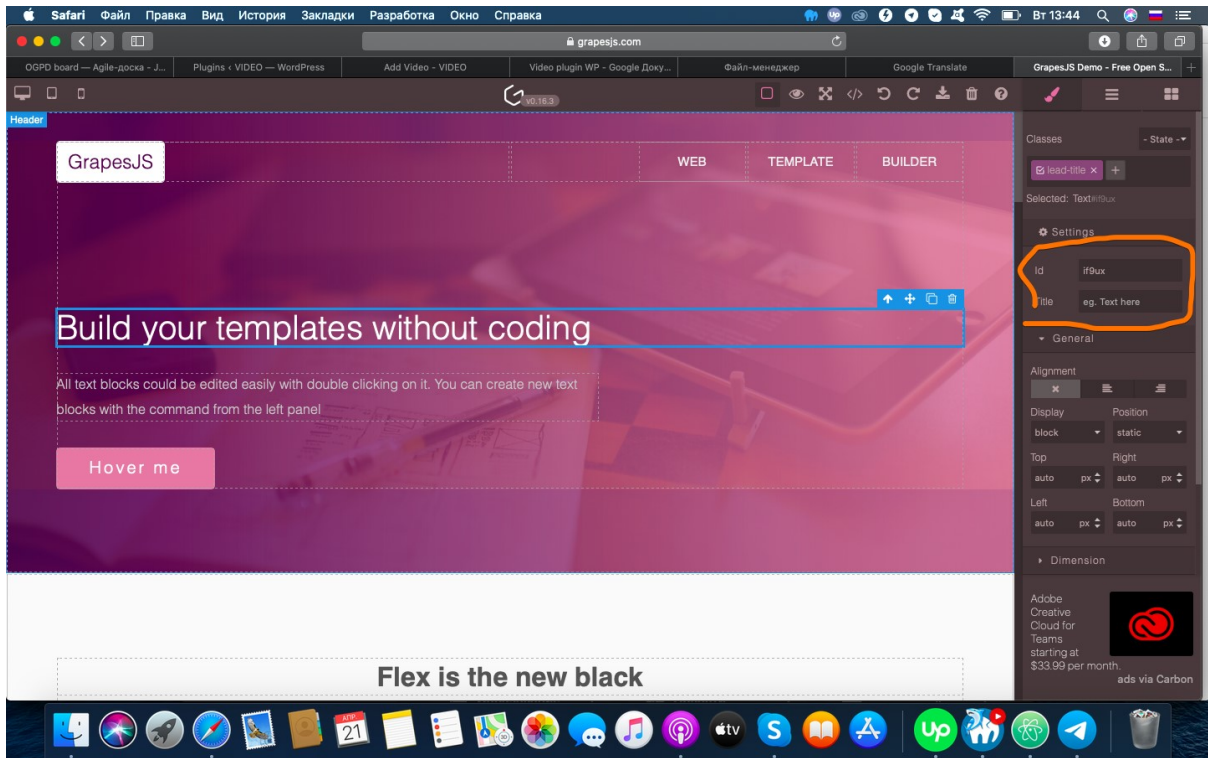 Safari Файл Правка Вид История Закладки Разработка Окно Справка Вт 13:44
grapesjs.com
OGPD board — Agile-доска - J... Plugins ‹ VIDEO — WordPress Add Video - VIDEO Video plugin WP - Google Доку... Файл-менеджер Google Translate GrapesJS Demo - Free Open S...
v0.16.3
Header
GrapesJS WEB TEMPLATE BUILDER
Build your templates without coding
All text blocks could be edited easily with double clicking on it. You can create new text
blocks with the command from the left panel
Hover me
Flex is the new black
Classes - State -
lead-title × +
Selected: Text#if9ux
Settings
Id if9ux
Title eg. Text here
General
Alignment
Display Position
block static
Top Right
auto px auto px
Left Bottom
auto px auto px
Dimension
Adobe
Creative
Cloud for
Teams
starting at
$33.99 per month.
ads via Carbon
АПР
21
tv
Up